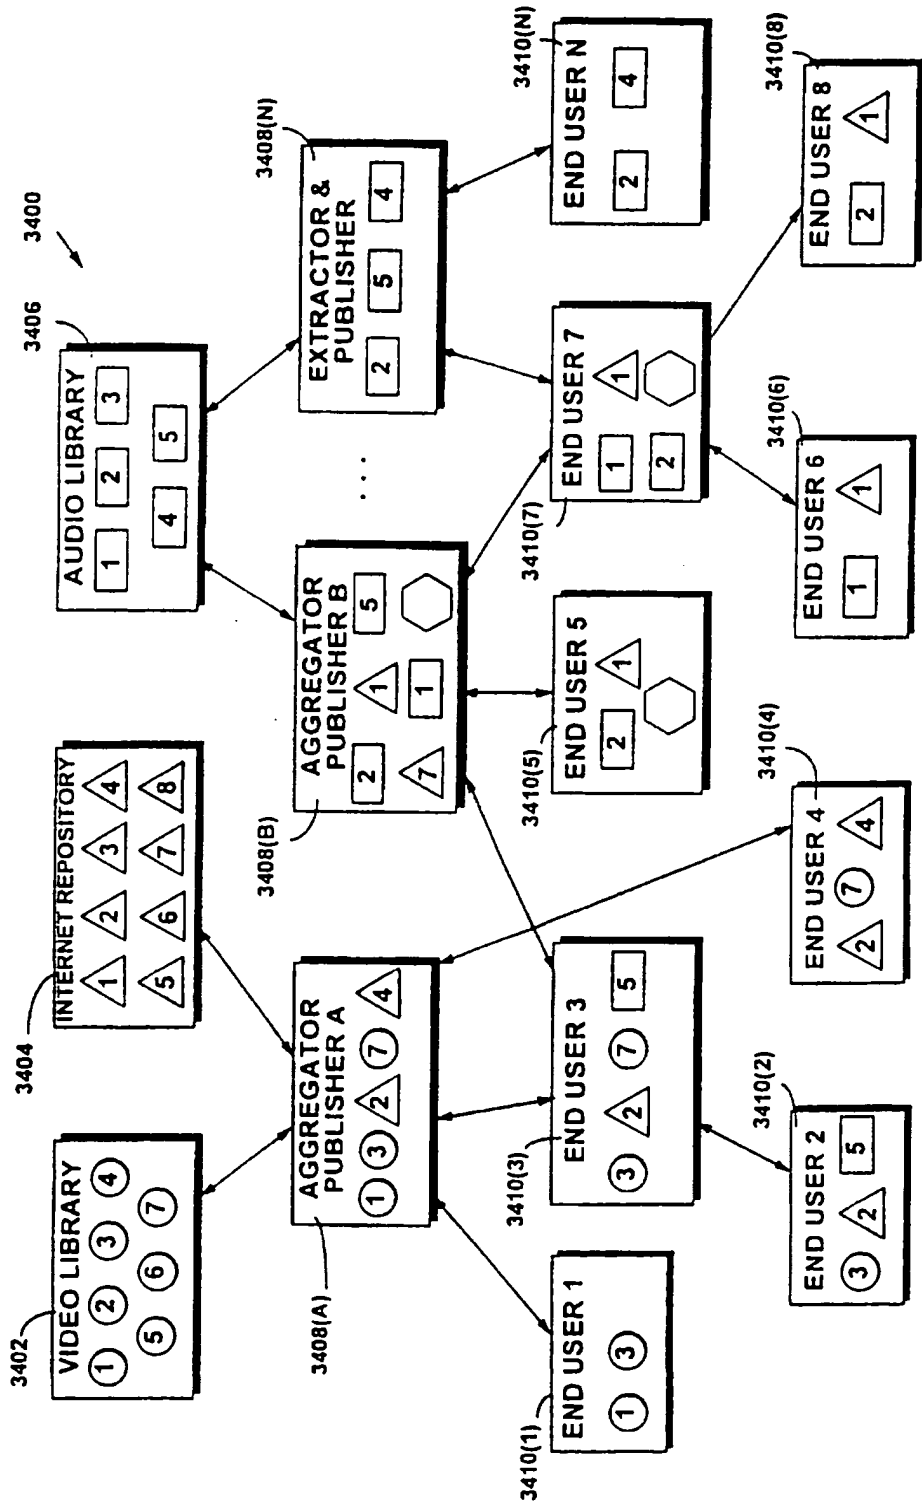 3400
3402
VIDEO LIBRARY
1 2 3 4
5 6 7
3404
INTERNET REPOSITORY
1 2 3 4
5 6 7 8
3406
AUDIO LIBRARY
1 2 3
4 5
3408(A)
AGGREGATOR
PUBLISHER A
1 3 2 7 4
3408(B)
AGGREGATOR
PUBLISHER B
2 1 5
7 1
. . .
3408(N)
EXTRACTOR &
PUBLISHER
2 5 4
3410(1)
END USER 1
1 3
3410(3)
END USER 3
3 2 7 5
3410(5)
END USER 5
2 1
3410(7)
END USER 7
1 1
2
3410(N)
END USER N
2 4
3410(2)
END USER 2
3 2 5
3410(4)
END USER 4
2 7 4
3410(6)
END USER 6
1 1
3410(8)
END USER 8
2 1